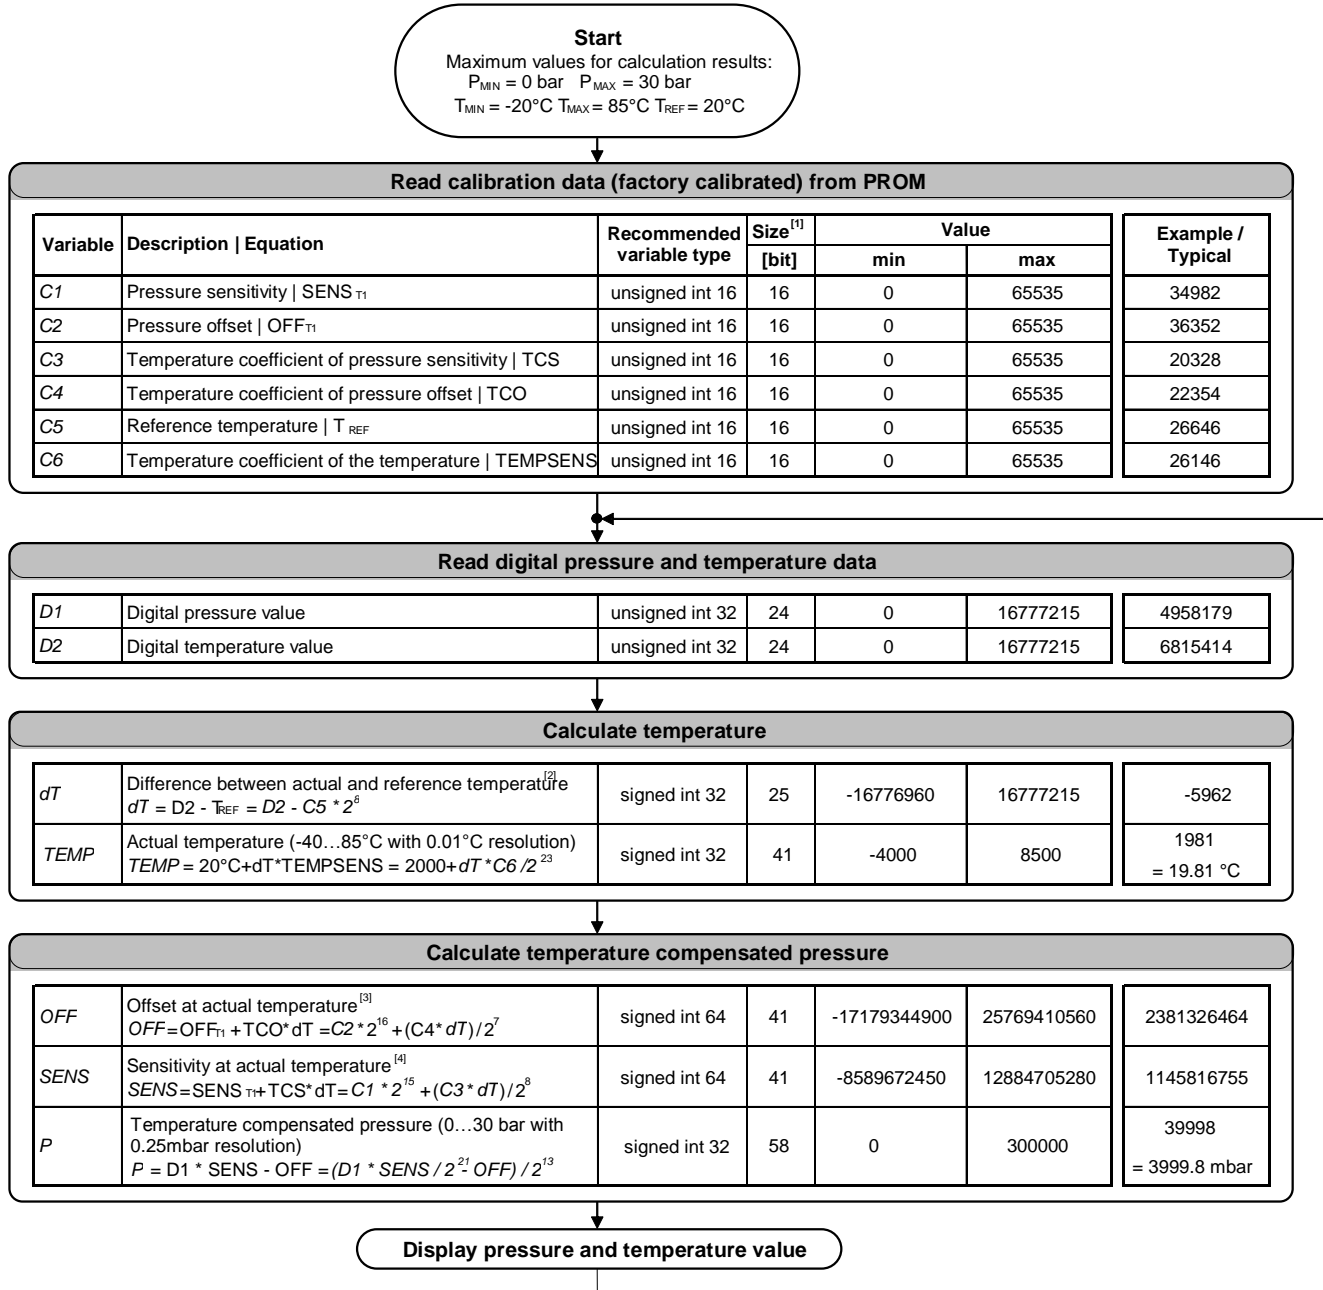 Start
Maximum values for calculation results:
PMIN = 0 bar PMAX = 30 bar
TMIN = -20°C TMAX = 85°C TREF = 20°C
Read calibration data (factory calibrated) from PROM
Variable Description | Equation Recommended variable type Size[1] [bit] Value min max Example / Typical
C1 Pressure sensitivity | SENS T1 unsigned int 16 16 0 65535 34982
C2 Pressure offset | OFFT1 unsigned int 16 16 0 65535 36352
C3 Temperature coefficient of pressure sensitivity | TCS unsigned int 16 16 0 65535 20328
C4 Temperature coefficient of pressure offset | TCO unsigned int 16 16 0 65535 22354
C5 Reference temperature | T REF unsigned int 16 16 0 65535 26646
C6 Temperature coefficient of the temperature | TEMPSENS unsigned int 16 16 0 65535 26146
Read digital pressure and temperature data
D1 Digital pressure value unsigned int 32 24 0 16777215 4958179
D2 Digital temperature value unsigned int 32 24 0 16777215 6815414
Calculate temperature
Difference between actual and reference temperature[2]
dT signed int 32 25 -16776960 16777215 -5962
dT = D2 - TREF = D2 - C5 * 2^8
Actual temperature (-40…85°C with 0.01°C resolution) 1981
TEMP signed int 32 41 -4000 8500
TEMP = 20°C+dT*TEMPSENS = 2000+dT*C6/2^23 = 19.81 °C
Calculate temperature compensated pressure
Offset at actual temperature[3]
OFF signed int 64 41 -17179344900 25769410560 2381326464
OFF=OFFT1 + TCO* dT = C2 * 2^16 + (C4* dT)/2^7
Sensitivity at actual temperature[4]
SENS signed int 64 41 -8589672450 12884705280 1145816755
SENS=SENS T1+ TCS* dT= C1 * 2^15 + (C3* dT)/2^8
Temperature compensated pressure (0…30 bar with 39998
0.25mbar resolution)
P signed int 32 58 0 300000
P = D1 * SENS - OFF = (D1 * SENS / 2^21 - OFF) / 2^13 = 3999.8 mbar
Display pressure and temperature value